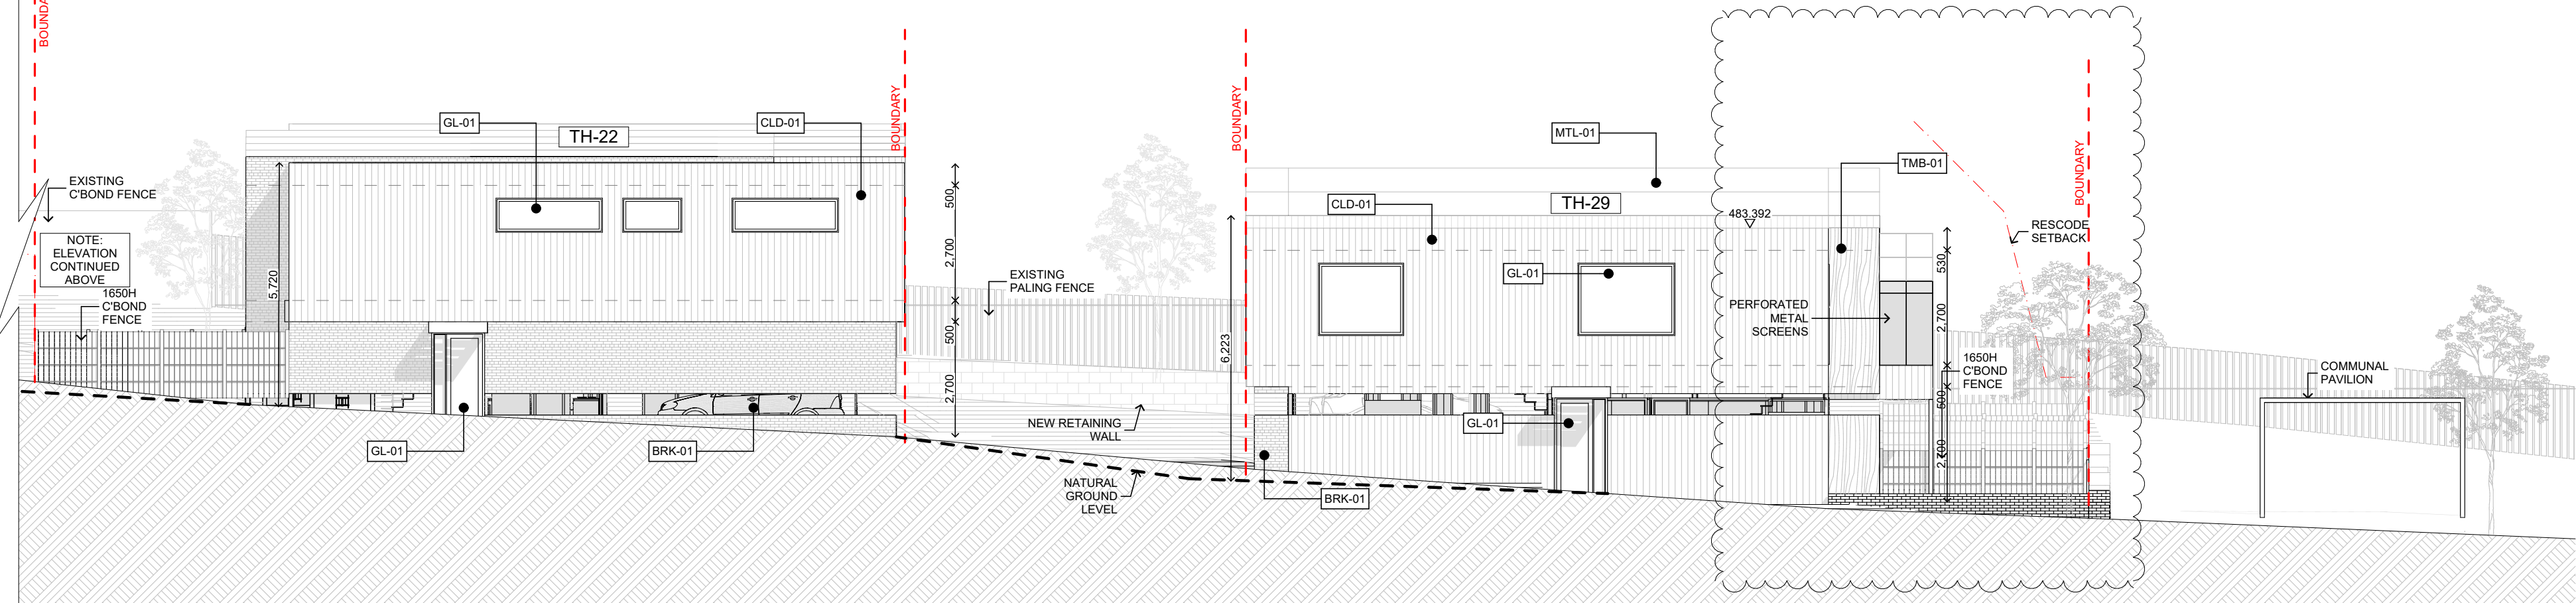 BOUNDARY
EXISTING
C'BOND FENCE
NOTE:
ELEVATION
CONTINUED
ABOVE
1650H
C'BOND
FENCE
5,720
GL-01
TH-22
CLD-01
GL-01
BRK-01
BOUNDARY
500
2,700
500
2,700
EXISTING
PALING FENCE
NEW RETAINING
WALL
NATURAL
GROUND
LEVEL
BOUNDARY
6,223
MTL-01
CLD-01
TH-29
GL-01
GL-01
BRK-01
483.392
TMB-01
PERFORATED
METAL
SCREENS
530
2,700
500
2,700
1650H
C'BOND
FENCE
RESCODE
SETBACK
BOUNDARY
COMMUNAL
PAVILION